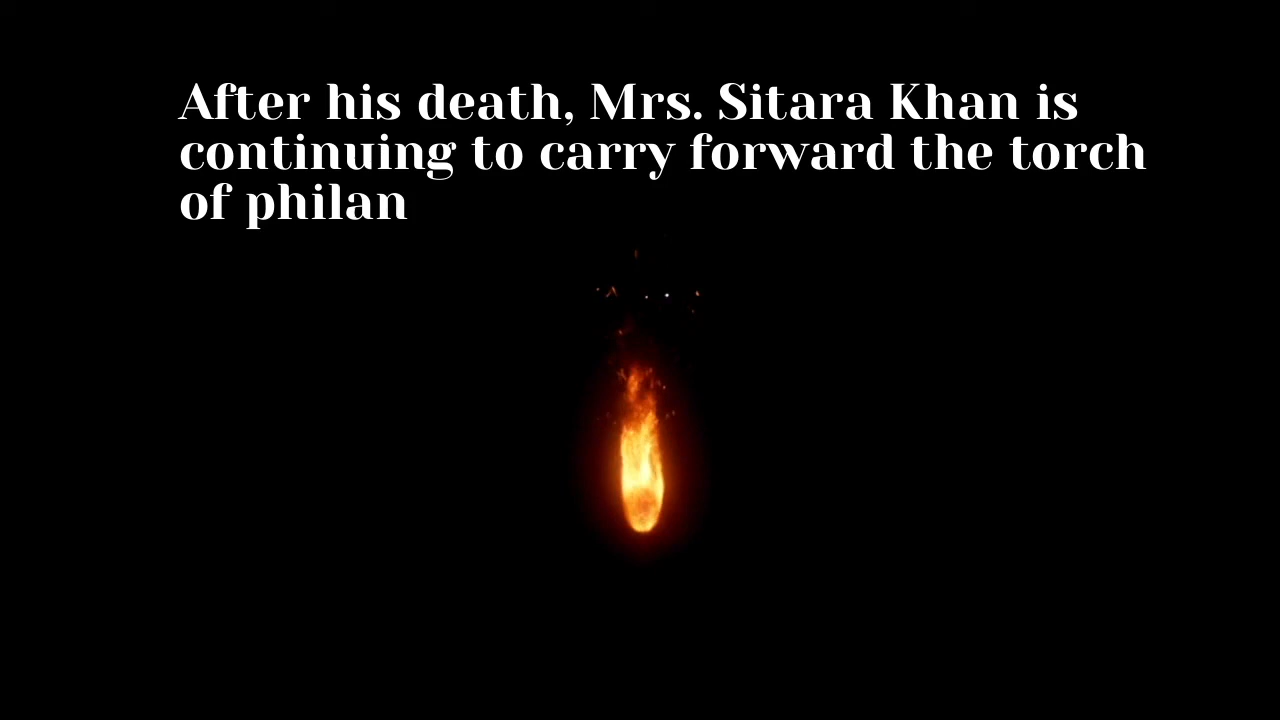 After his death, Mrs. Sitara Khan is
continuing to carry forward the torch
of philan